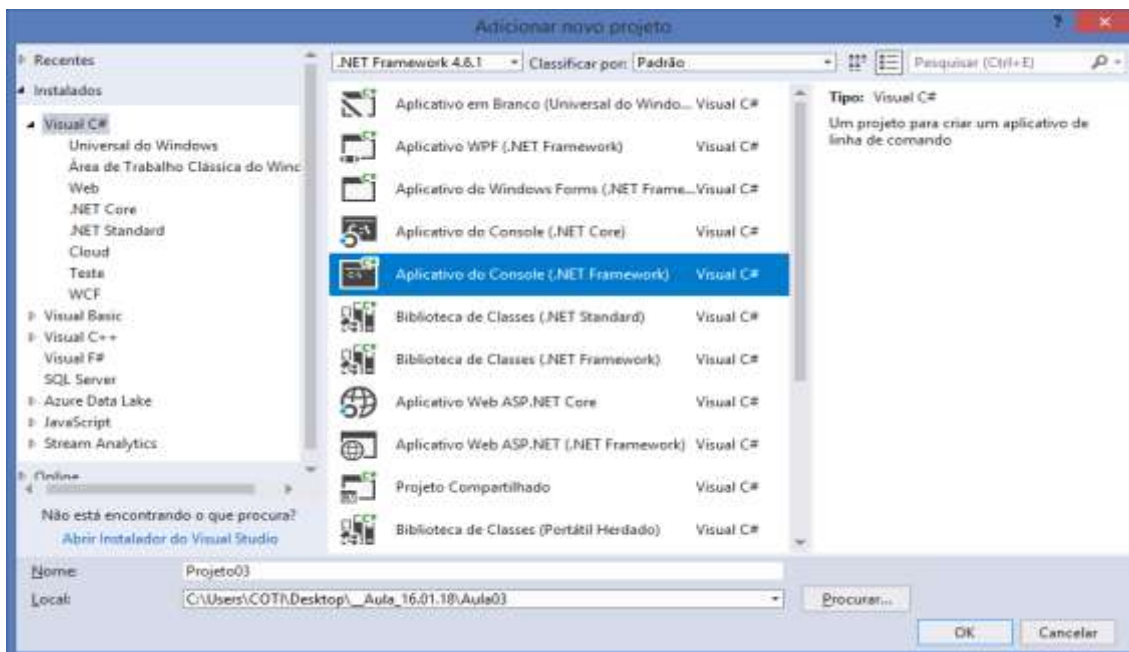 Adicionar novo projeto
?
Recentes
Instalados
Visual C#
Universal do Windows
Área de Trabalho Clássica do Winc
Web
.NET Core
.NET Standard
Cloud
Teste
WCF
Visual Basic
Visual C++
Visual F#
SQL Server
Azure Data Lake
JavaScript
Stream Analytics
Online
Não está encontrando o que procura?
Abrir Instalador do Visual Studio
.NET Framework 4.6.1 Classificar por: Padrão
Pesquisar (Ctrl+E)
Aplicativo em Branco (Universal do Windo... Visual C#
Aplicativo WPF (.NET Framework) Visual C#
Aplicativo do Windows Forms (.NET Frame... Visual C#
Aplicativo do Console (.NET Core) Visual C#
Aplicativo do Console (.NET Framework) Visual C#
Biblioteca de Classes (.NET Standard) Visual C#
Biblioteca de Classes (.NET Framework) Visual C#
Aplicativo Web ASP.NET Core Visual C#
Aplicativo Web ASP.NET (.NET Framework) Visual C#
Projeto Compartilhado Visual C#
Biblioteca de Classes (Portátil Herdado) Visual C#
Tipo: Visual C#
Um projeto para criar um aplicativo de
linha de comando
Nome: Projeto03
Local: C:\Users\COTI\Desktop\__Aula_16.01.18\Aula03
Procurar...
OK Cancelar